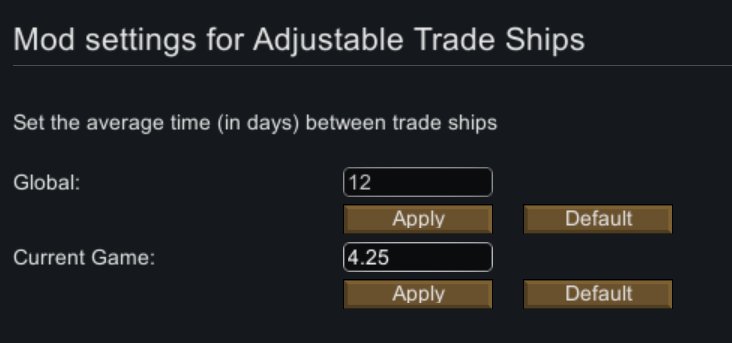 Mod settings for Adjustable Trade Ships
Set the average time (in days) between trade ships
Global: 12
Apply Default
Current Game: 4.25
Apply Default